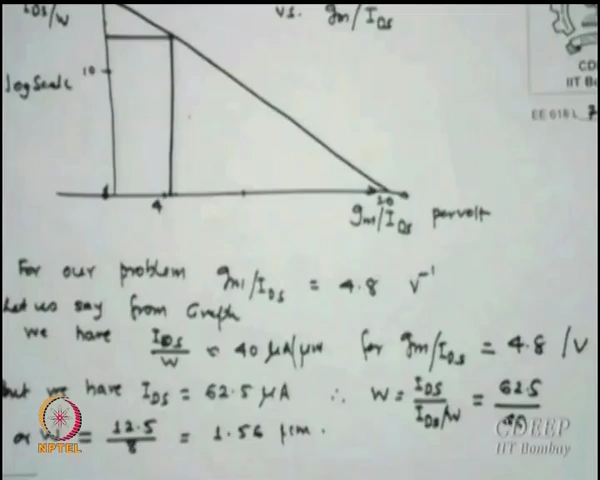 IDS/W vs. gm/IDS
log Scale 10
4 20
gm/IDS per volt
For our problem gm1/IDS = 4.8 V⁻¹
Let us say from Graph
we have IDS/W = 40 μA/μm for gm/IDS = 4.8 /V
but we have IDS = 62.5 μA ∴ W = IDS/(IDS/W) = 62.5/40
or W = 12.5/8 = 1.56 μm.
CD
IIT Bo
EE 618 L 7
NPTEL
CDEEP
IIT Bombay